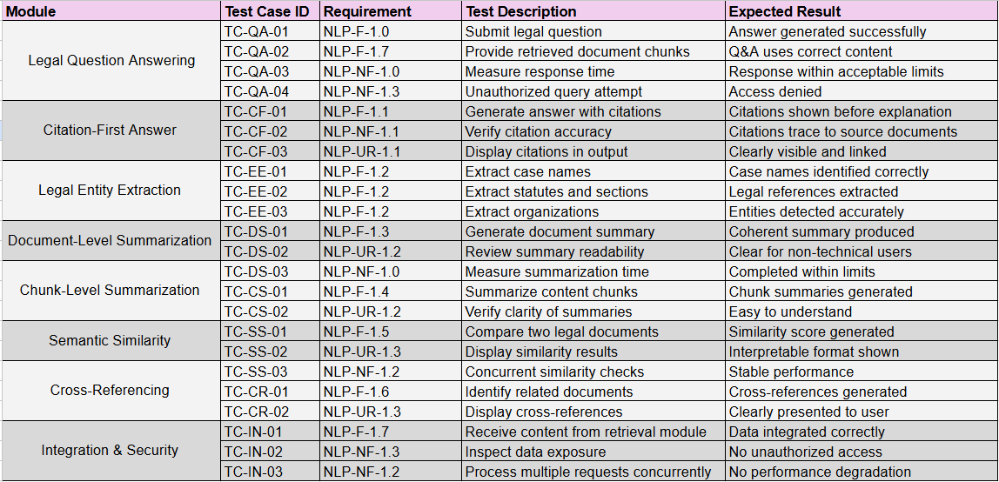 Module Test Case ID Requirement Test Description Expected Result
Legal Question Answering
TC-QA-01 NLP-F-1.0 Submit legal question Answer generated successfully
TC-QA-02 NLP-F-1.7 Provide retrieved document chunks Q&A uses correct content
TC-QA-03 NLP-NF-1.0 Measure response time Response within acceptable limits
TC-QA-04 NLP-NF-1.3 Unauthorized query attempt Access denied
Citation-First Answer
TC-CF-01 NLP-F-1.1 Generate answer with citations Citations shown before explanation
TC-CF-02 NLP-NF-1.1 Verify citation accuracy Citations trace to source documents
TC-CF-03 NLP-UR-1.1 Display citations in output Clearly visible and linked
Legal Entity Extraction
TC-EE-01 NLP-F-1.2 Extract case names Case names identified correctly
TC-EE-02 NLP-F-1.2 Extract statutes and sections Legal references extracted
TC-EE-03 NLP-F-1.2 Extract organizations Entities detected accurately
Document-Level Summarization
TC-DS-01 NLP-F-1.3 Generate document summary Coherent summary produced
TC-DS-02 NLP-UR-1.2 Review summary readability Clear for non-technical users
Chunk-Level Summarization
TC-DS-03 NLP-NF-1.0 Measure summarization time Completed within limits
TC-CS-01 NLP-F-1.4 Summarize content chunks Chunk summaries generated
TC-CS-02 NLP-UR-1.2 Verify clarity of summaries Easy to understand
Semantic Similarity
TC-SS-01 NLP-F-1.5 Compare two legal documents Similarity score generated
TC-SS-02 NLP-UR-1.3 Display similarity results Interpretable format shown
Cross-Referencing
TC-SS-03 NLP-NF-1.2 Concurrent similarity checks Stable performance
TC-CR-01 NLP-F-1.6 Identify related documents Cross-references generated
TC-CR-02 NLP-UR-1.3 Display cross-references Clearly presented to user
Integration & Security
TC-IN-01 NLP-F-1.7 Receive content from retrieval module Data integrated correctly
TC-IN-02 NLP-NF-1.3 Inspect data exposure No unauthorized access
TC-IN-03 NLP-NF-1.2 Process multiple requests concurrently No performance degradation